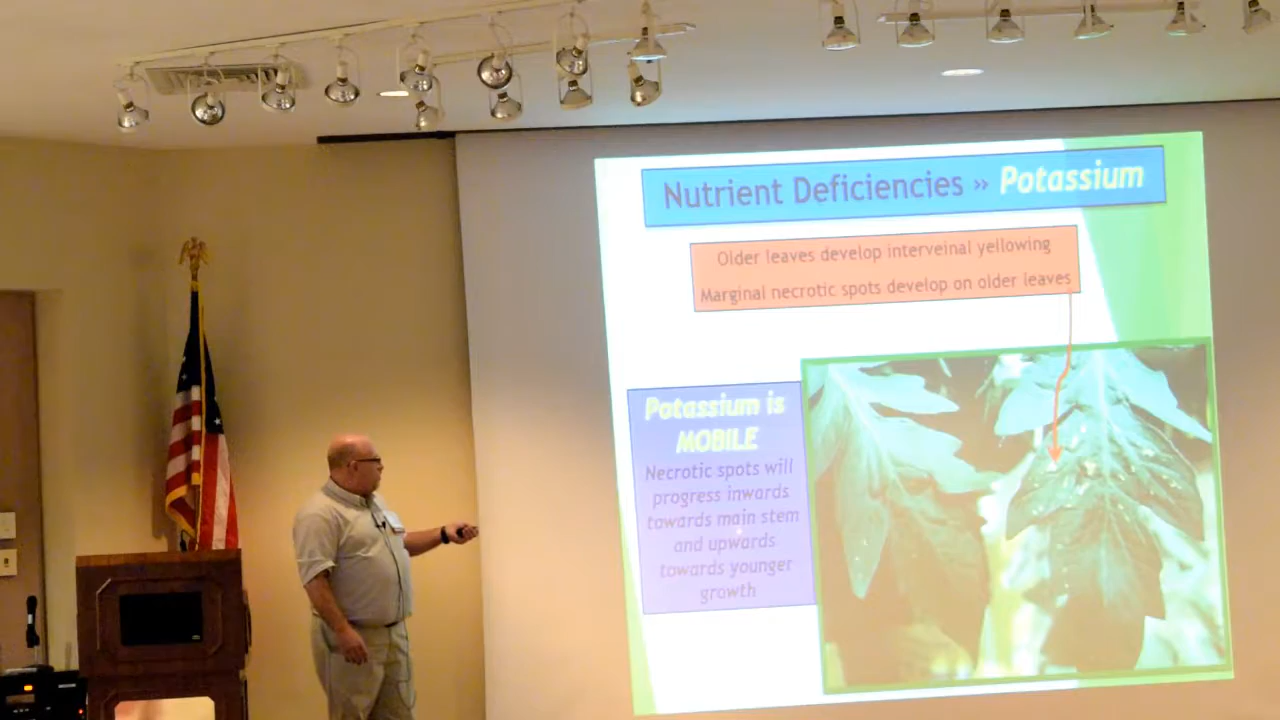 Nutrient Deficiencies » Potassium
Older leaves develop interveinal yellowing
Marginal necrotic spots develop on older leaves
Potassium is
MOBILE
Necrotic spots will
progress inwards
towards main stem
and upwards
towards younger
growth